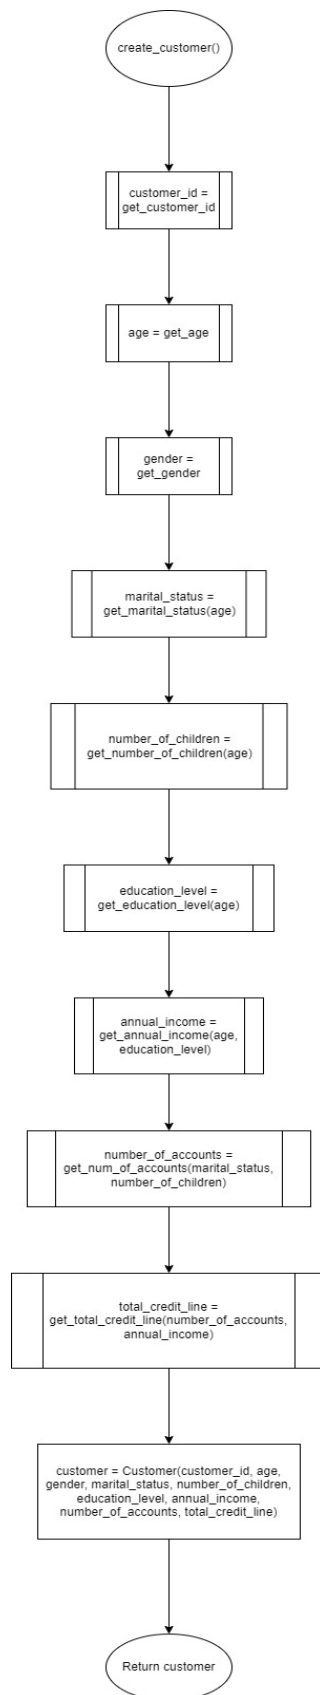 create_customer()
customer_id =
get_customer_id
age = get_age
gender =
get_gender
marital_status =
get_marital_status(age)
number_of_children =
get_number_of_children(age)
education_level =
get_education_level(age)
annual_income =
get_annual_income(age,
education_level)
number_of_accounts =
get_num_of_accounts(marital_status,
number_of_children)
total_credit_line =
get_total_credit_line(number_of_accounts,
annual_income)
customer = Customer(customer_id, age,
gender, marital_status, number_of_children,
education_level, annual_income,
number_of_accounts, total_credit_line)
Return customer